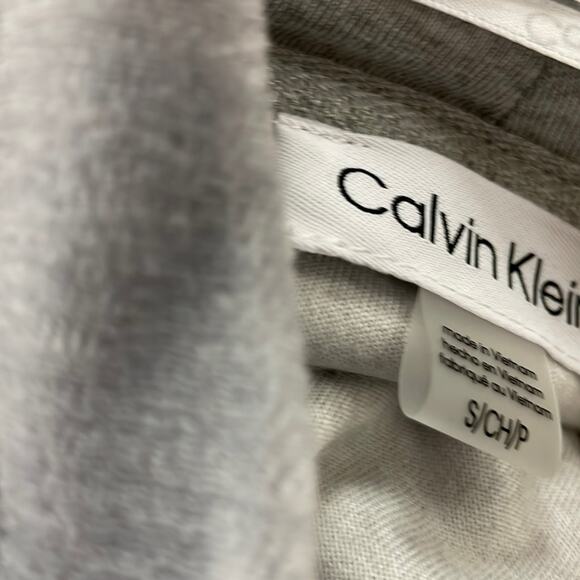 Calvin Klein
made in Vietnam
hecho en Vietnam
fabriqué au Vietnam
S/CH/P